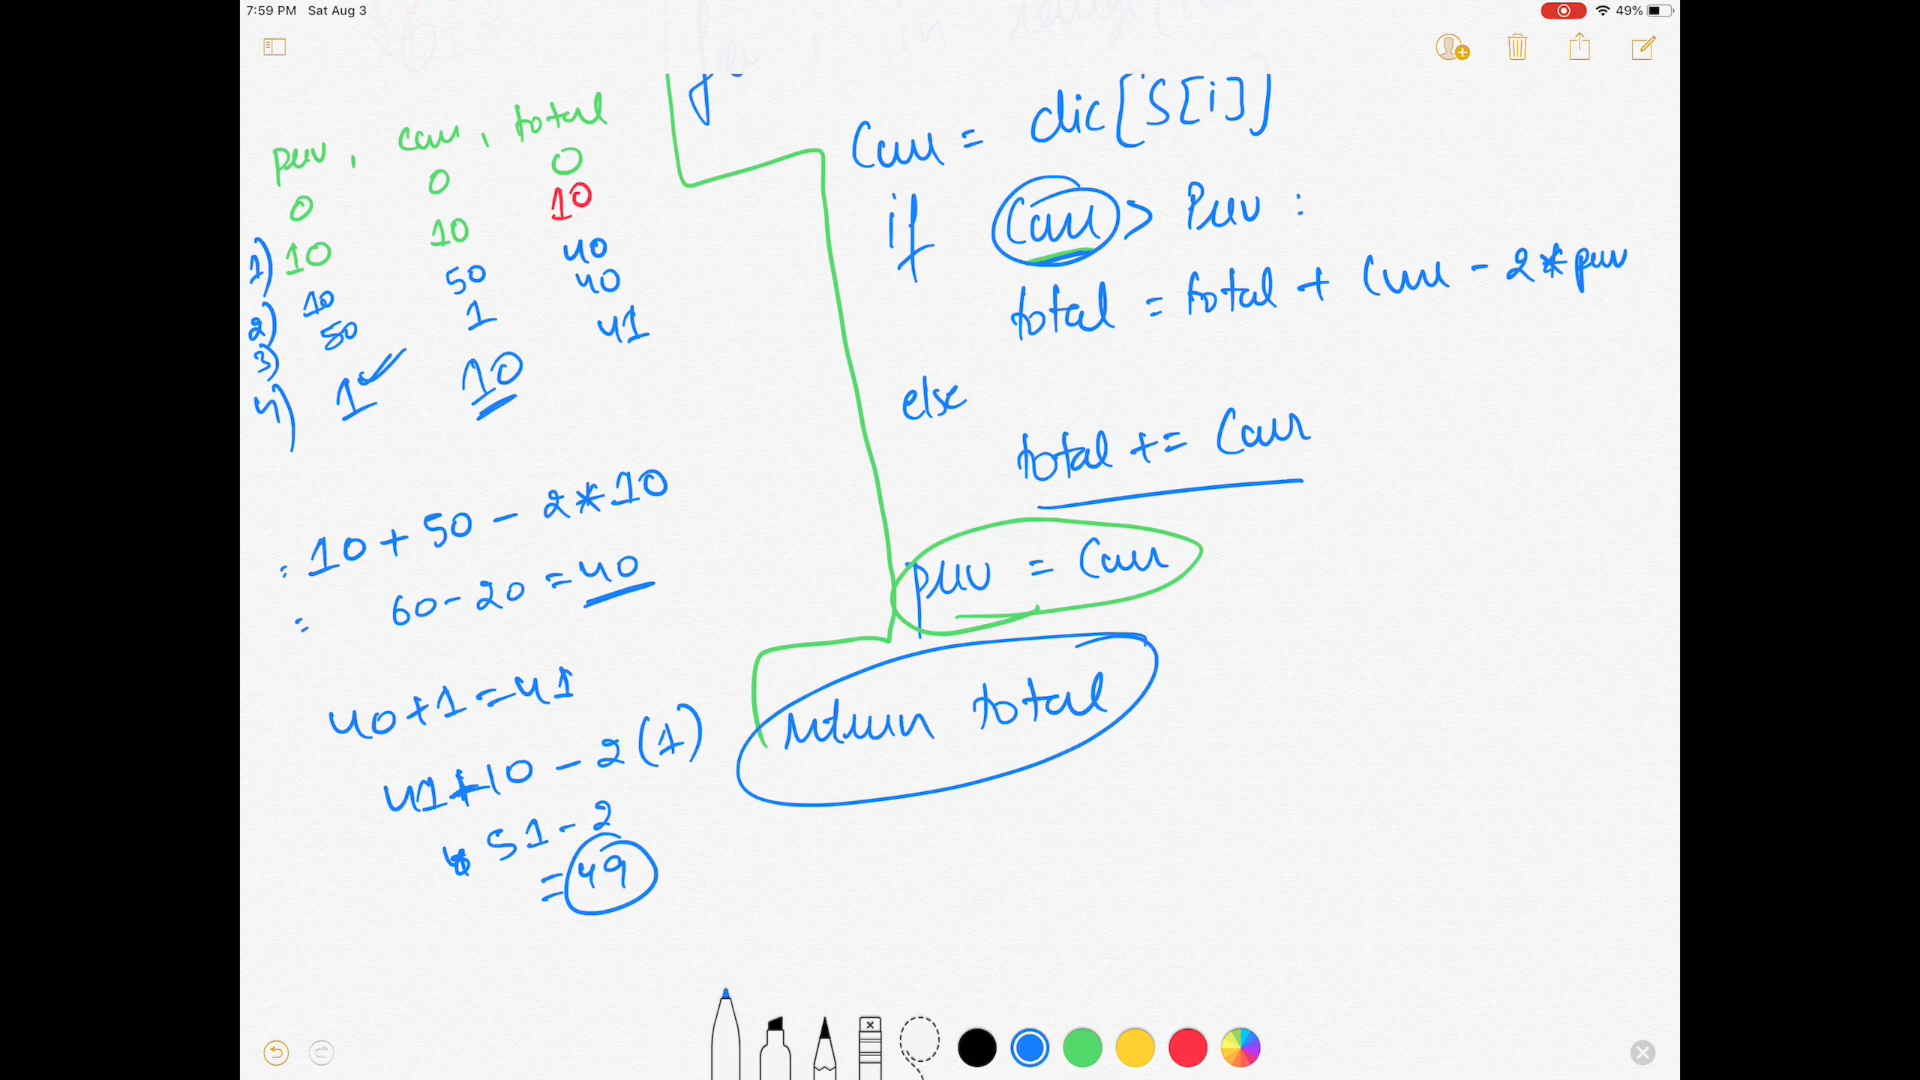 7:59 PM Sat Aug 3
49%
for i in range(
prev , curr , total
0 0 0
10 10 10
1) 10 50 40
2) 50 1 40
3)
41
4) 1 10
= 10 + 50 - 2*10
= 60-20 = 40
40+1=41
41+10 - 2(1)
51-2
= 49
curr = dic[S[i]]
if curr > prev :
total = total + curr - 2*prev
else
total += curr
prev = curr
return total